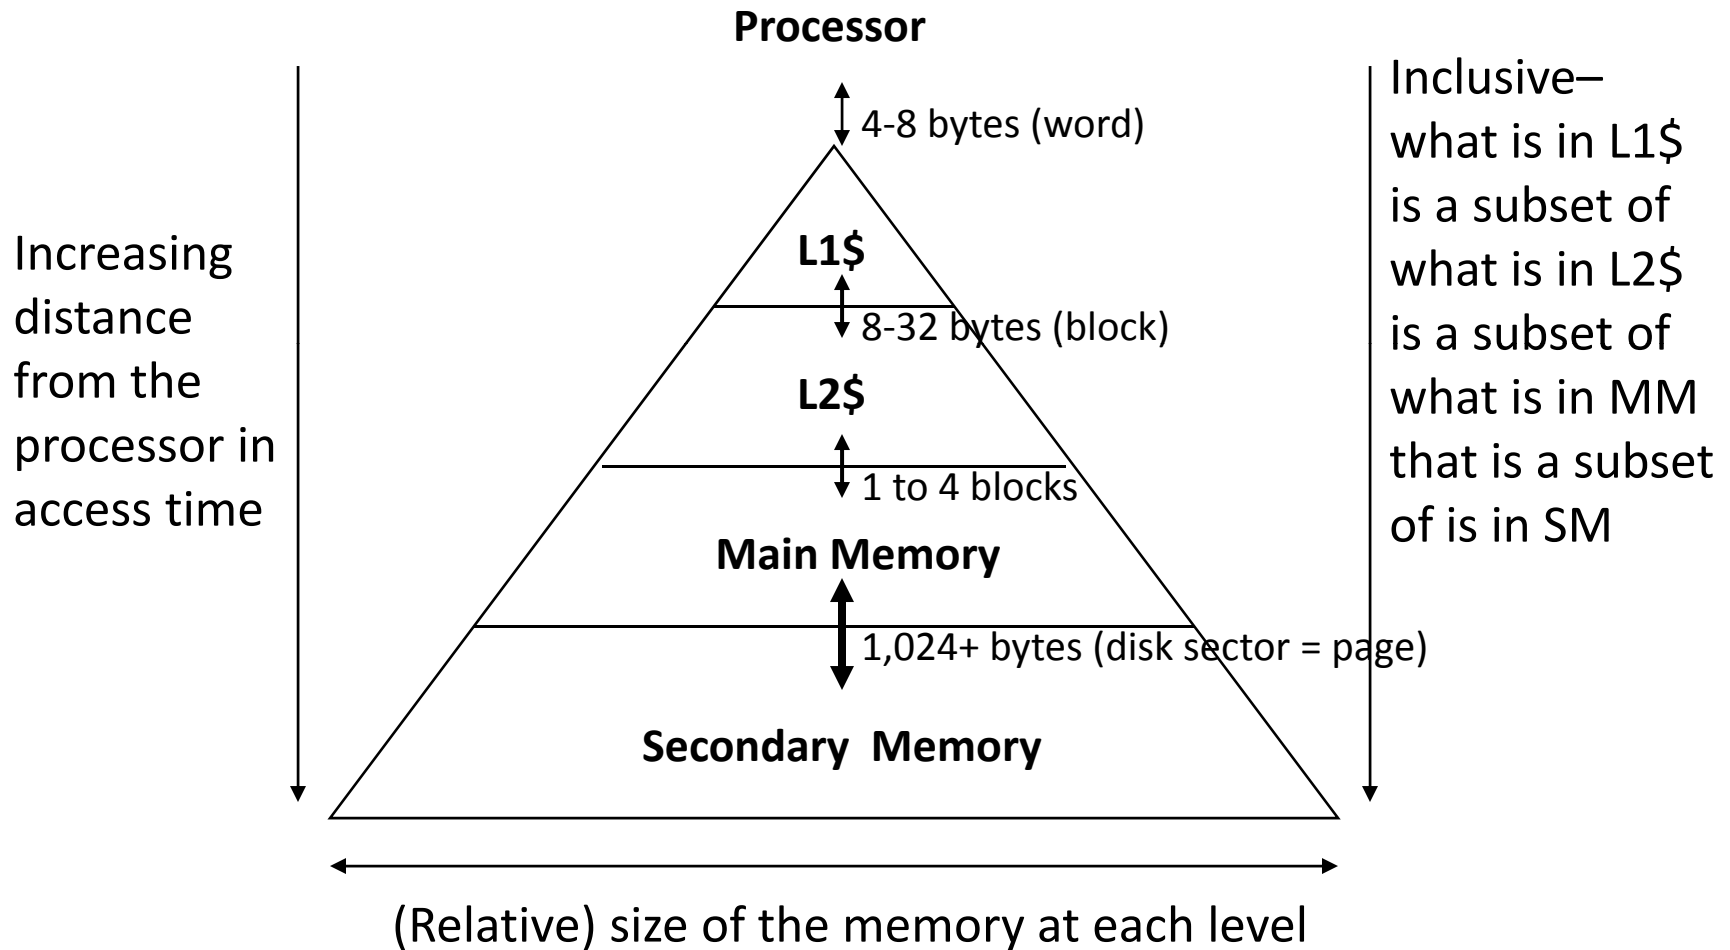 Processor
4-8 bytes (word)
Increasing
distance
from the
processor in
access time
L1$
8-32 bytes (block)
L2$
1 to 4 blocks
Main Memory
1,024+ bytes (disk sector = page)
Secondary Memory
Inclusive–
what is in L1$
is a subset of
what is in L2$
is a subset of
what is in MM
that is a subset
of is in SM
(Relative) size of the memory at each level